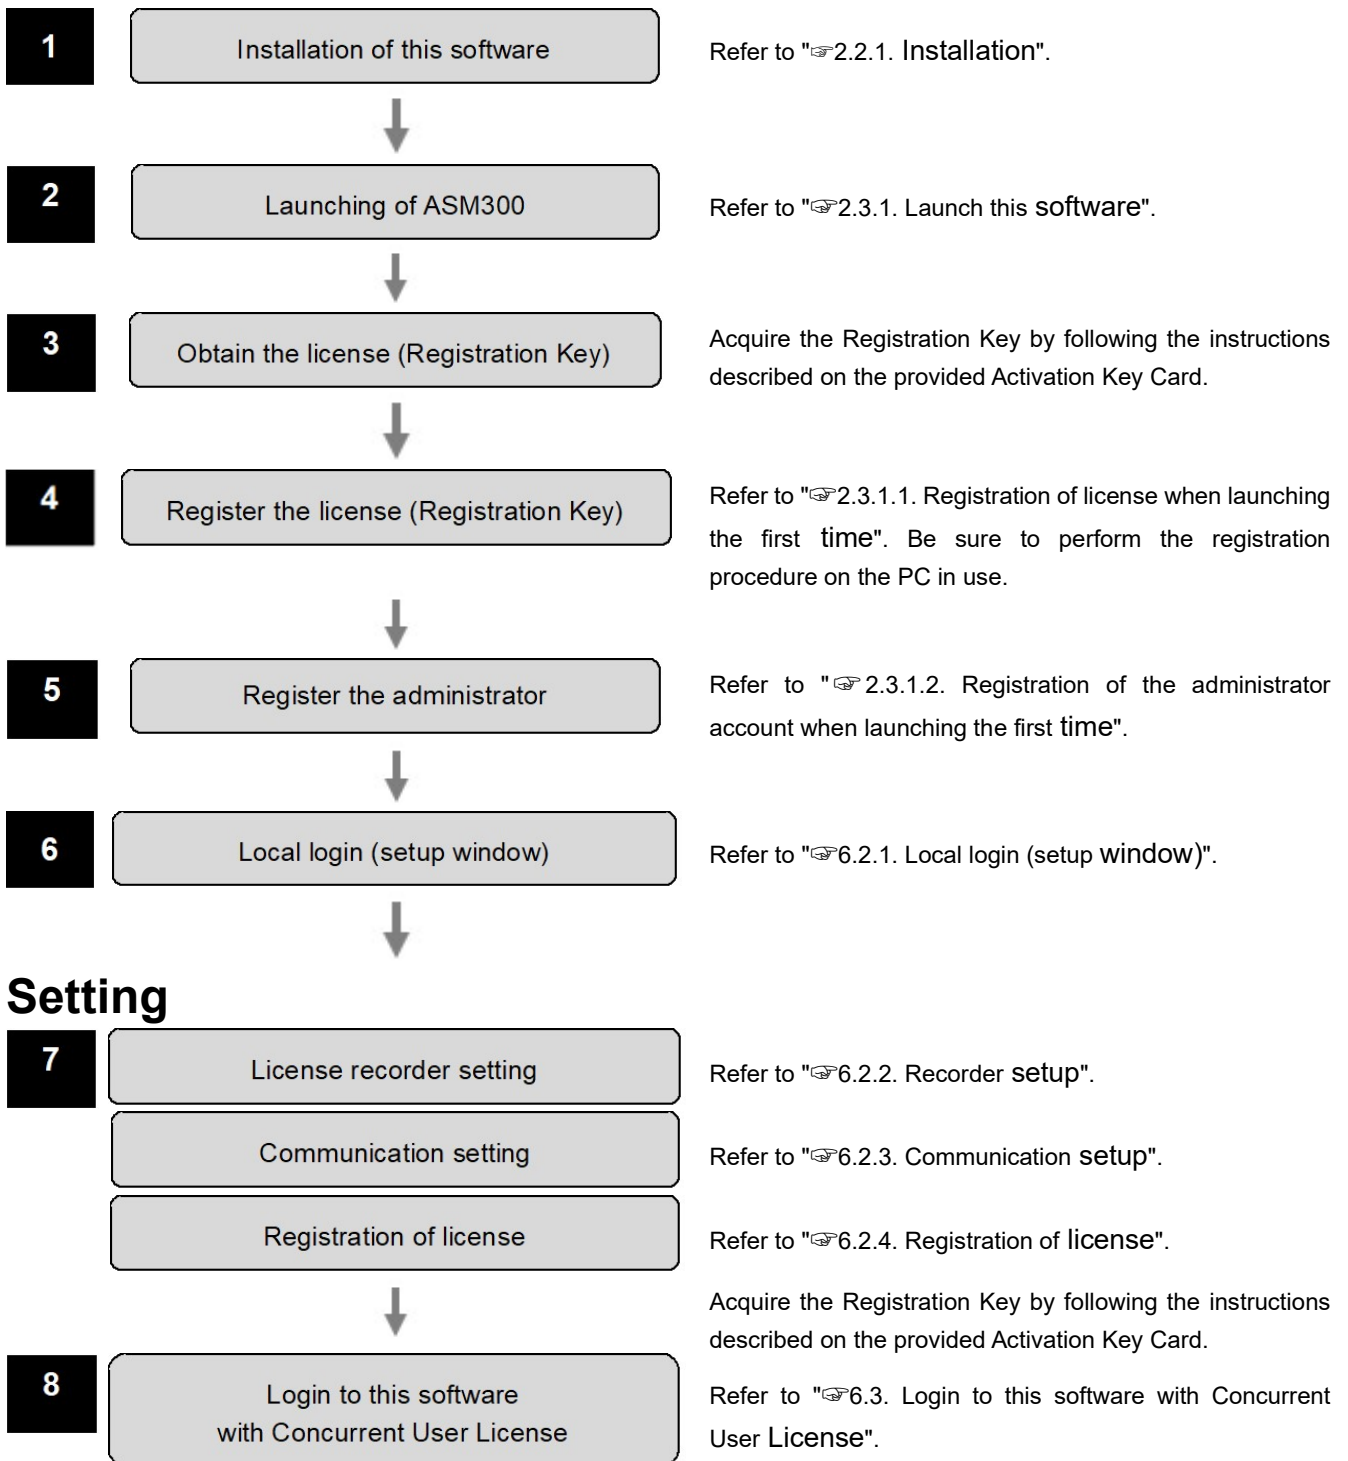 1
Installation of this software
Refer to "☞2.2.1. Installation".
2
Launching of ASM300
Refer to "☞2.3.1. Launch this software".
3
Obtain the license (Registration Key)
Acquire the Registration Key by following the instructions
described on the provided Activation Key Card.
4
Register the license (Registration Key)
Refer to "☞2.3.1.1. Registration of license when launching
the first time". Be sure to perform the registration
procedure on the PC in use.
5
Register the administrator
Refer to "☞2.3.1.2. Registration of the administrator
account when launching the first time".
6
Local login (setup window)
Refer to "☞6.2.1. Local login (setup window)".
Setting
7
License recorder setting
Refer to "☞6.2.2. Recorder setup".
Communication setting
Refer to "☞6.2.3. Communication setup".
Registration of license
Refer to "☞6.2.4. Registration of license".
Acquire the Registration Key by following the instructions
described on the provided Activation Key Card.
8
Login to this software
with Concurrent User License
Refer to "☞6.3. Login to this software with Concurrent
User License".